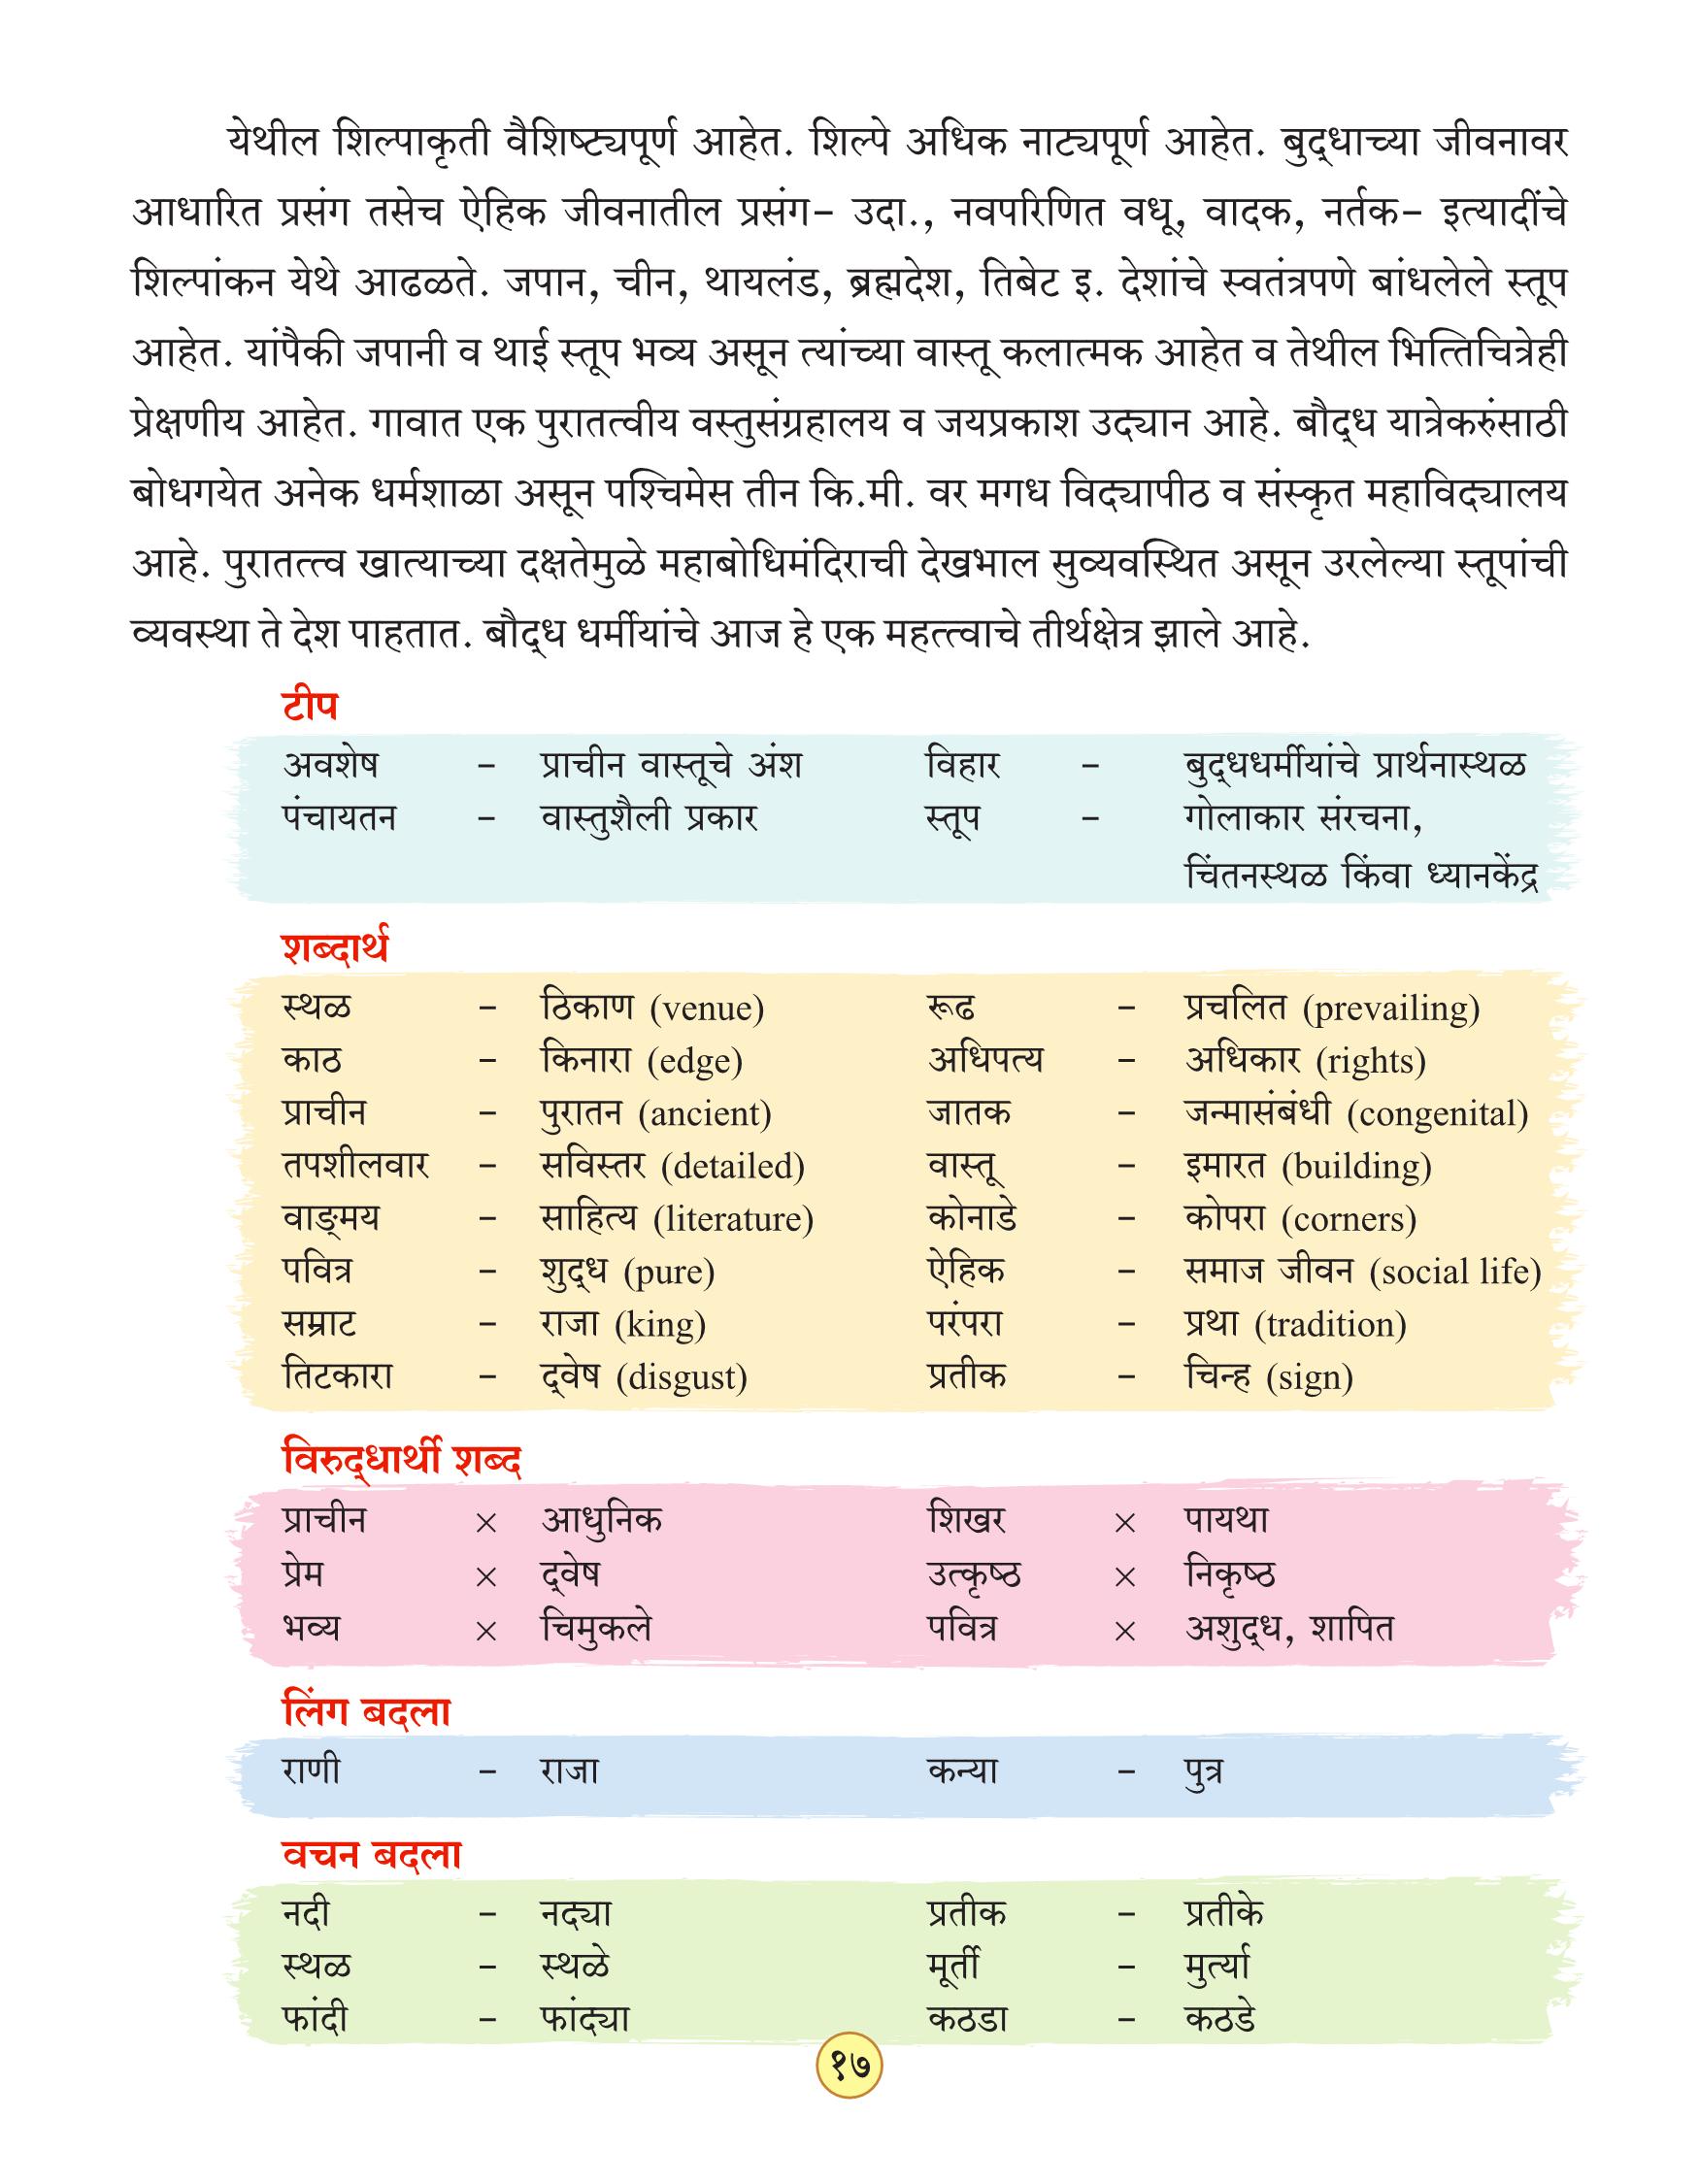 येथील शिल्पाकृती वैशिष्ट्यपूर्ण आहेत. शिल्पे अधिक नाट्यपूर्ण आहेत. बुद्‌धाच्या जीवनावर
आधारित प्रसंग तसेच ऐहिक जीवनातील प्रसंग– उदा., नवपरिणित वधू, वादक, नर्तक– इत्यादींचे
शिल्पांकन येथे आढळते. जपान, चीन, थायलंड, ब्रह्मदेश, तिबेट इ. देशांचे स्वतंत्रपणे बांधलेले स्तूप
आहेत. यांपैकी जपानी व थाई स्तूप भव्य असून त्यांच्या वास्तू कलात्मक आहेत व तेथील भित्तिचित्रेही
प्रेक्षणीय आहेत. गावात एक पुरातत्वीय वस्तुसंग्रहालय व जयप्रकाश उद्यान आहे. बौद्‌ध यात्रेकरुंसाठी
बोधगयेत अनेक धर्मशाळा असून पश्चिमेस तीन कि.मी. वर मगध विद्यापीठ व संस्कृत महाविद्यालय
आहे. पुरातत्त्व खात्याच्या दक्षतेमुळे महाबोधिमंदिराची देखभाल सुव्यवस्थित असून उरलेल्या स्तूपांची
व्यवस्था ते देश पाहतात. बौद्‌ध धर्मीयांचे आज हे एक महत्त्वाचे तीर्थक्षेत्र झाले आहे.
टीप
अवशेष – प्राचीन वास्तूचे अंश विहार – बुद्‌धधर्मीयांचे प्रार्थनास्थळ
पंचायतन – वास्तुशैली प्रकार स्तूप – गोलाकार संरचना,
चिंतनस्थळ किंवा ध्यानकेंद्र
शब्दार्थ
स्थळ – ठिकाण (venue) रूढ – प्रचलित (prevailing)
काठ – किनारा (edge) अधिपत्य – अधिकार (rights)
प्राचीन – पुरातन (ancient) जातक – जन्मासंबंधी (congenital)
तपशीलवार – सविस्तर (detailed) वास्तू – इमारत (building)
वाङ्‌मय – साहित्य (literature) कोनाडे – कोपरा (corners)
पवित्र – शुद्‌ध (pure) ऐहिक – समाज जीवन (social life)
सम्राट – राजा (king) परंपरा – प्रथा (tradition)
तिटकारा – द्‌वेष (disgust) प्रतीक – चिन्ह (sign)
विरुद्‌धार्थी शब्द
प्राचीन × आधुनिक शिखर × पायथा
प्रेम × द्‌वेष उत्कृष्ठ × निकृष्ठ
भव्य × चिमुकले पवित्र × अशुद्‌ध, शापित
लिंग बदला
राणी – राजा कन्या – पुत्र
वचन बदला
नदी – नद्या प्रतीक – प्रतीके
स्थळ – स्थळे मूर्ती – मुर्त्या
फांदी – फांद्या कठडा – कठडे
१७